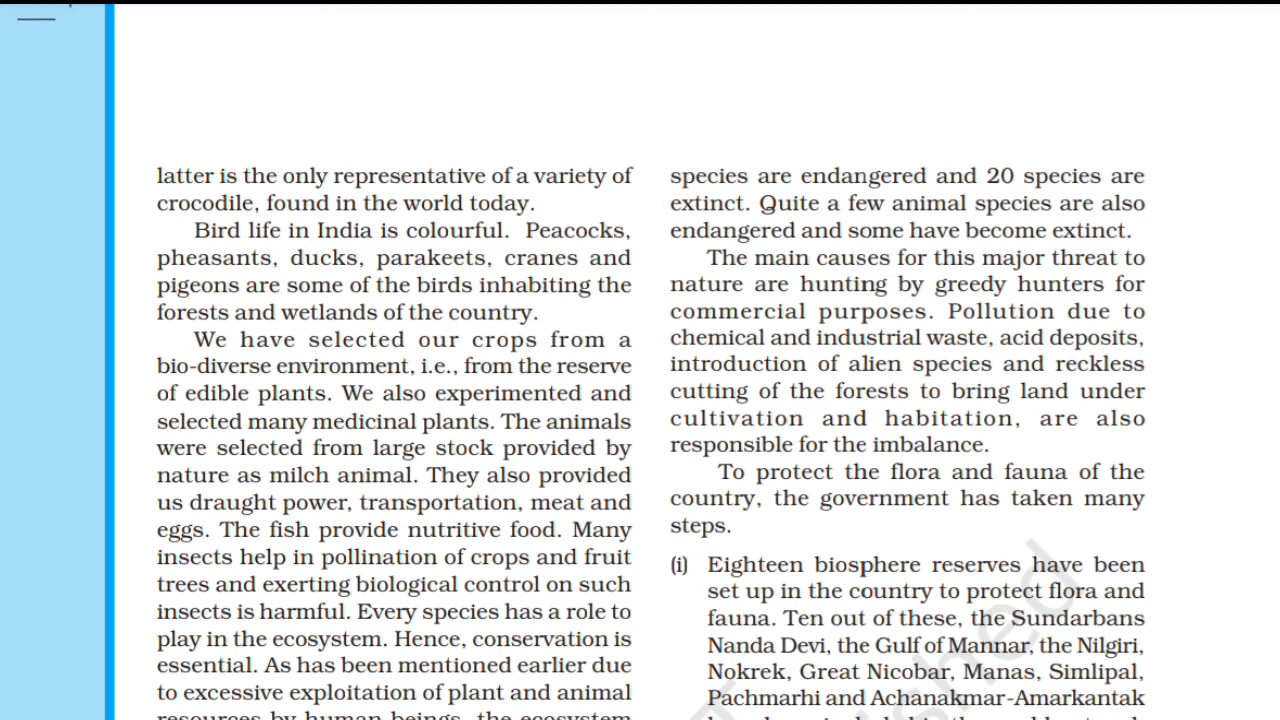 latter is the only representative of a variety of
crocodile, found in the world today.
Bird life in India is colourful. Peacocks,
pheasants, ducks, parakeets, cranes and
pigeons are some of the birds inhabiting the
forests and wetlands of the country.
We have selected our crops from a
bio-diverse environment, i.e., from the reserve
of edible plants. We also experimented and
selected many medicinal plants. The animals
were selected from large stock provided by
nature as milch animal. They also provided
us draught power, transportation, meat and
eggs. The fish provide nutritive food. Many
insects help in pollination of crops and fruit
trees and exerting biological control on such
insects is harmful. Every species has a role to
play in the ecosystem. Hence, conservation is
essential. As has been mentioned earlier due
to excessive exploitation of plant and animal
resources by human beings, the ecosystem
species are endangered and 20 species are
extinct. Quite a few animal species are also
endangered and some have become extinct.
The main causes for this major threat to
nature are hunting by greedy hunters for
commercial purposes. Pollution due to
chemical and industrial waste, acid deposits,
introduction of alien species and reckless
cutting of the forests to bring land under
cultivation and habitation, are also
responsible for the imbalance.
To protect the flora and fauna of the
country, the government has taken many
steps.
(i) Eighteen biosphere reserves have been
set up in the country to protect flora and
fauna. Ten out of these, the Sundarbans
Nanda Devi, the Gulf of Mannar, the Nilgiri,
Nokrek, Great Nicobar, Manas, Simlipal,
Pachmarhi and Achanakmar-Amarkantak